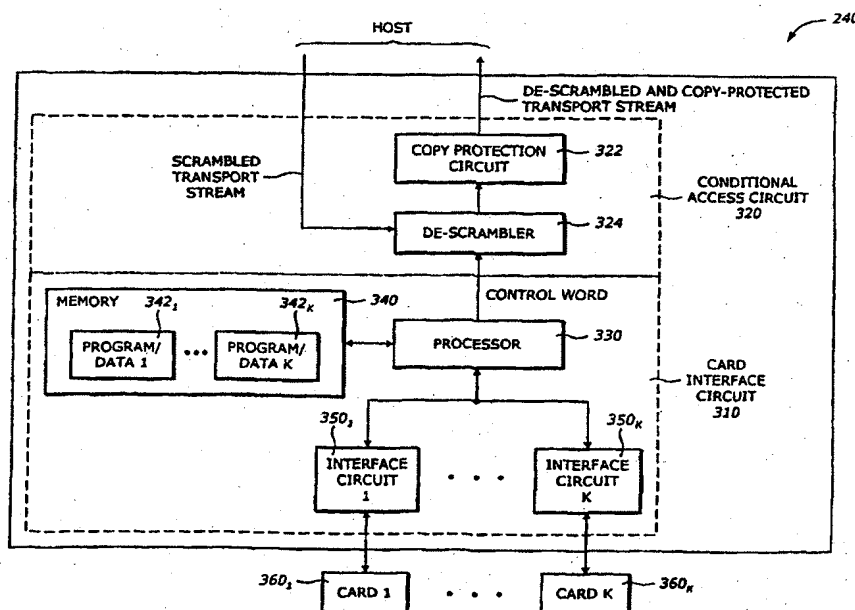 HOST
240
DE-SCRAMBLED AND COPY-PROTECTED
TRANSPORT STREAM
SCRAMBLED
TRANSPORT
STREAM
COPY PROTECTION
CIRCUIT
322
CONDITIONAL
ACCESS CIRCUIT
320
DE-SCRAMBLER
324
CONTROL WORD
MEMORY
340
342₁
342ₖ
PROGRAM/
DATA 1
•••
PROGRAM/
DATA K
PROCESSOR
330
CARD
INTERFACE
CIRCUIT
310
350₁
350ₖ
INTERFACE
CIRCUIT
1
• • •
INTERFACE
CIRCUIT
K
360₁
CARD 1
• • •
CARD K
360ₖ